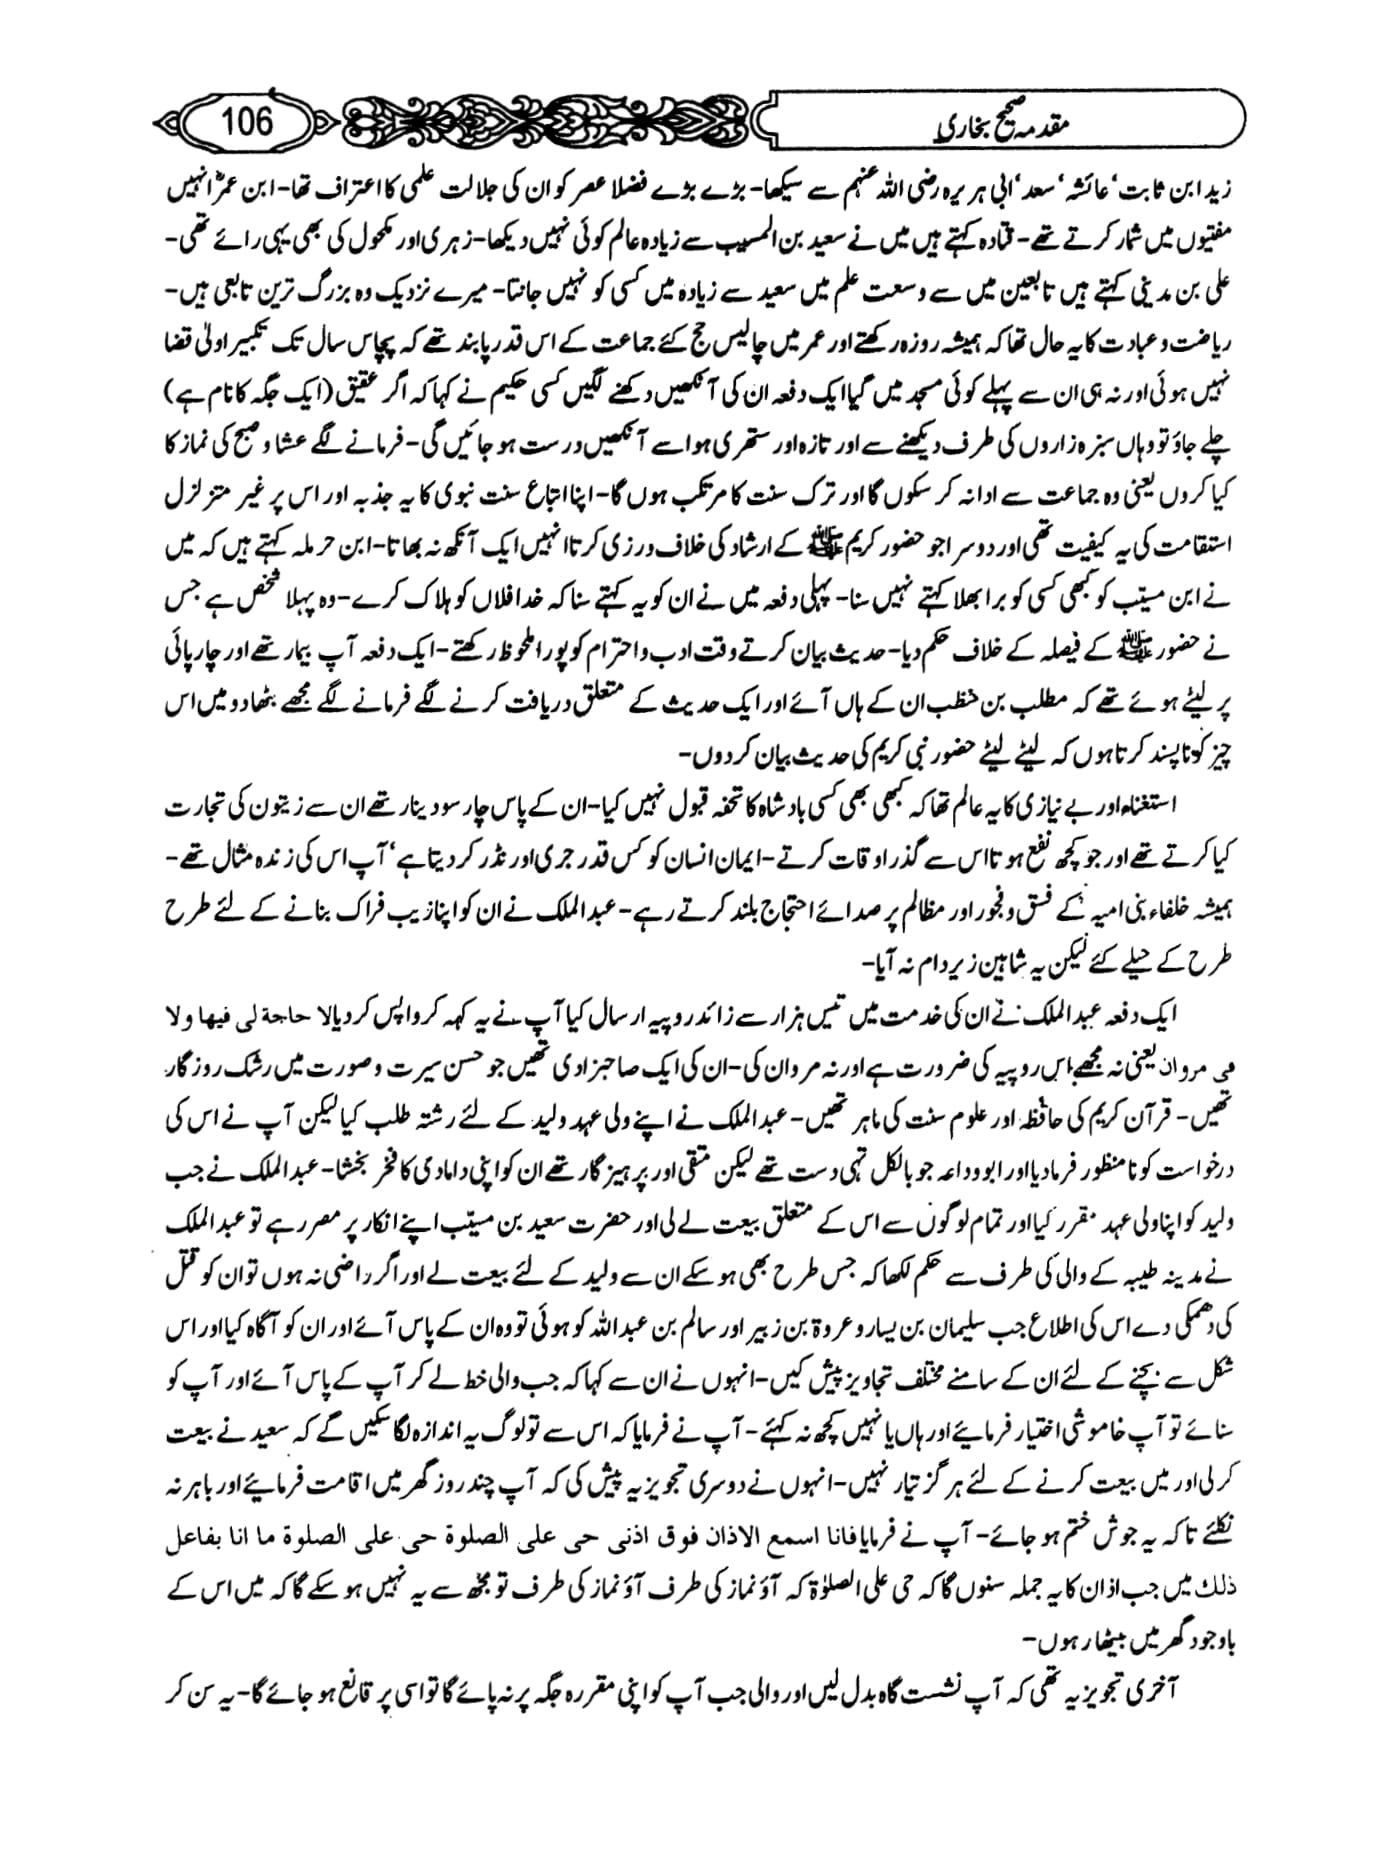 مقدمہ صحیح بخاری
106
زید ابن ثابت‘ عائشہ‘ سعد‘ ابی ہریرہ رضی اللہ عنہم سے سیکھا- بڑے بڑے فضلا عصر کو ان کی جلالت علمی کا اعتراف تھا- ابن عمرؓ انہیں
مفتیوں میں شمار کرتے تھے- قتادہ کہتے ہیں میں نے سعید بن المسیب سے زیادہ عالم کوئی نہیں دیکھا- زہری اور مکحول کی بھی یہی رائے تھی-
علی بن مدینی کہتے ہیں تابعین میں سے وسعت علم میں سعید سے زیادہ میں کسی کو نہیں جانتا- میرے نزدیک وہ بزرگ ترین تابعی ہیں-
ریاضت و عبادت کا یہ حال تھا کہ ہمیشہ روزہ رکھتے اور عمر میں چالیس حج کئے جماعت کے اس قدر پابند تھے کہ پچاس سال تک تکبیر اولیٰ قضا
نہیں ہوئی اور نہ ہی ان سے پہلے کوئی مسجد میں گیا ایک دفعہ ان کی آنکھیں دکھنے لگیں کسی حکیم نے کہا کہ اگر عقیق (ایک جگہ کا نام ہے)
چلے جاؤ تو وہاں سبزہ زاروں کی طرف دیکھنے سے اور تازہ اور ستھری ہوا سے آنکھیں درست ہو جائیں گی- فرمانے لگے عشا و صبح کی نماز کا
کیا کروں یعنی وہ جماعت سے ادا نہ کر سکوں گا اور ترک سنت کا مرتکب ہوں گا- اپنا اتباع سنت نبوی کا یہ جذبہ اور اس پر غیر متزلزل
استقامت کی یہ کیفیت تھی اور دوسرا جو حضور کریم ﷺ کے ارشاد کی خلاف ورزی کرتا انہیں ایک آنکھ نہ بھاتا- ابن حرملہ کہتے ہیں کہ میں
نے ابن مسیّب کو کبھی کسی کو برا بھلا کہتے نہیں سنا- پہلی دفعہ میں نے ان کو یہ کہتے سنا کہ خدا فلاں کو ہلاک کرے- وہ پہلا شخص ہے جس
نے حضور ﷺ کے فیصلہ کے خلاف حکم دیا- حدیث بیان کرتے وقت ادب و احترام کو پورا ملحوظ رکھتے- ایک دفعہ آپ بیمار تھے اور چارپائی
پر لیٹے ہوئے تھے کہ مطلب بن حنظب ان کے ہاں آئے اور ایک حدیث کے متعلق دریافت کرنے لگے فرمانے لگے مجھے بٹھا دو میں اس
چیز کو ناپسند کرتا ہوں کہ لیٹے لیٹے حضور نبی کریم کی حدیث بیان کر دوں-
استغناء اور بے نیازی کا یہ عالم تھا کہ کبھی بھی کسی بادشاہ کا تحفہ قبول نہیں کیا- ان کے پاس چار سو دینار تھے ان سے زیتون کی تجارت
کیا کرتے تھے اور جو کچھ نفع ہوتا اس سے گذر اوقات کرتے- ایمان انسان کو کس قدر جری اور نڈر کر دیتا ہے‘ آپ اس کی زندہ مثال تھے-
ہمیشہ خلفاء بنی امیہ کے فسق و فجور اور مظالم پر صدائے احتجاج بلند کرتے رہے- عبدالملک نے ان کو اپنا زیب فراک بنانے کے لئے طرح
طرح کے حیلے کئے لیکن یہ شاہین زیر دام نہ آیا-
ایک دفعہ عبدالملک نے ان کی خدمت میں تیس ہزار سے زائد روپیہ ارسال کیا آپ نے یہ کہہ کر واپس کر دیا لا حاجة لی فیها ولا
می مروان یعنی نہ مجھے اس روپیہ کی ضرورت ہے اور نہ مروان کی- ان کی ایک صاحبزادی تھیں جو حسن سیرت و صورت میں رشک روزگار
تھیں- قرآن کریم کی حافظہ اور علوم سنت کی ماہر تھیں- عبدالملک نے اپنے ولی عہد ولید کے لئے رشتہ طلب کیا لیکن آپ نے اس کی
درخواست کو نامنظور فرما دیا اور ابووداعہ جو بالکل تہی دست تھے لیکن متقی اور پرہیزگار تھے ان کو اپنی دامادی کا فخر بخشا- عبدالملک نے جب
ولید کو اپنا ولی عہد مقرر کیا اور تمام لوگوں سے اس کے متعلق بیعت لے لی اور حضرت سعید بن مسیّب اپنے انکار پر مصر رہے تو عبدالملک
نے مدینہ طیبہ کے والی کی طرف سے حکم لکھا کہ جس طرح بھی ہو سکے ان سے ولید کے لئے بیعت لے اور اگر راضی نہ ہوں تو ان کو قتل
کی دھمکی دے اس کی اطلاع جب سلیمان بن یسار و عروۃ بن زبیر اور سالم بن عبداللہ کو ہوئی تو وہ ان کے پاس آئے اور ان کو آگاہ کیا اور اس
شکل سے بچنے کے لئے ان کے سامنے مختلف تجاویز پیش کیں- انہوں نے ان سے کہا کہ جب والی خط لے کر آپ کے پاس آئے اور آپ کو
سنائے تو آپ خاموشی اختیار فرمایئے اور ہاں یا نہیں کچھ نہ کہئے- آپ نے فرمایا کہ اس سے تو لوگ یہ اندازہ لگا سکیں گے کہ سعید نے بیعت
کر لی اور میں بیعت کرنے کے لئے ہرگز تیار نہیں- انہوں نے دوسری تجویز یہ پیش کی کہ آپ چند روز گھر میں اقامت فرمایئے اور باہر نہ
نکلئے تاکہ یہ جوش ختم ہو جائے- آپ نے فرمایا فانا اسمع الاذان فوق اذنی حی علی الصلوۃ حی علی الصلوۃ ما انا بفاعل
ذلك میں جب اذان کا یہ جملہ سنوں گا کہ حی علی الصلوٰۃ کہ آؤ نماز کی طرف آؤ نماز کی طرف تو مجھ سے یہ نہیں ہو سکے گا کہ میں اس کے
باوجود گھر میں بیٹھا رہوں-
آخری تجویز یہ تھی کہ آپ نشست گاہ بدل لیں اور والی جب آپ کو اپنی مقررہ جگہ پر نہ پائے گا تو اسی پر قانع ہو جائے گا- یہ سن کر